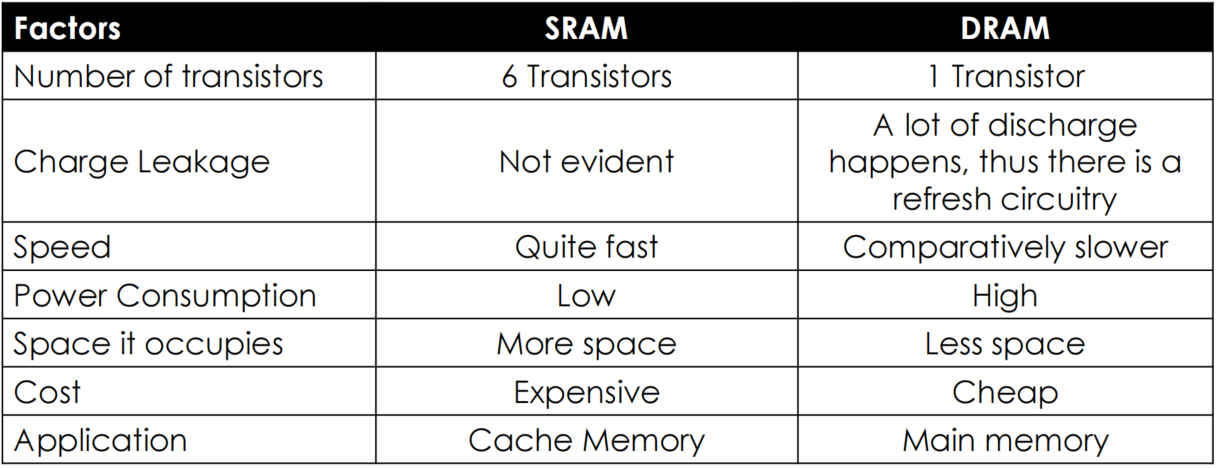 Factors SRAM DRAM
Number of transistors 6 Transistors 1 Transistor
Charge Leakage Not evident A lot of discharge
happens, thus there is a
refresh circuitry
Speed Quite fast Comparatively slower
Power Consumption Low High
Space it occupies More space Less space
Cost Expensive Cheap
Application Cache Memory Main memory